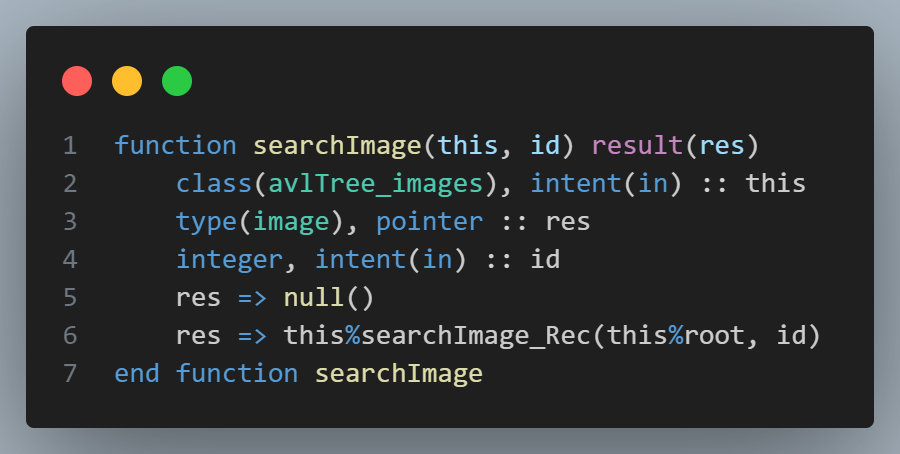 1 function searchImage(this, id) result(res)
2     class(avlTree_images), intent(in) :: this
3     type(image), pointer :: res
4     integer, intent(in) :: id
5     res => null()
6     res => this%searchImage_Rec(this%root, id)
7 end function searchImage